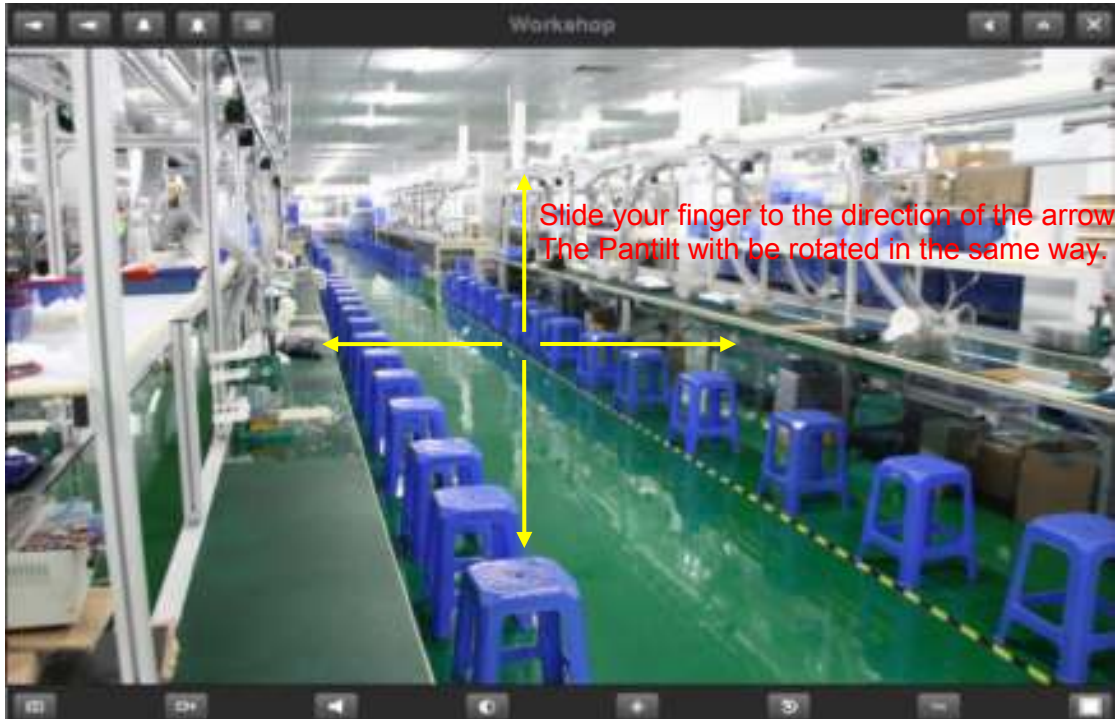 Workshop
Slide your finger to the direction of the arrow
The Pantilt with be rotated in the same way.